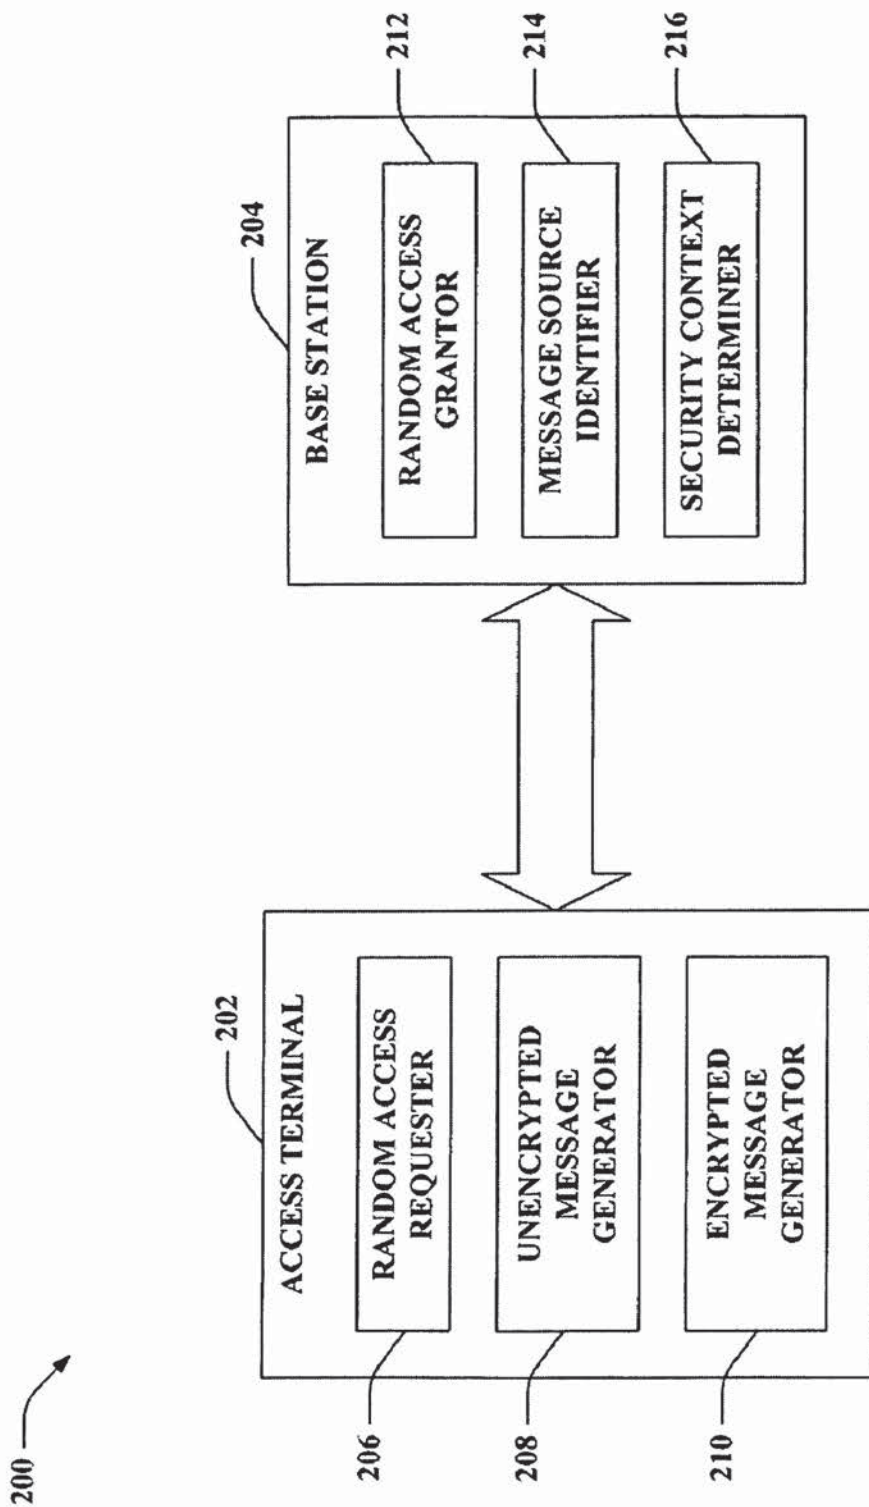 200
202
ACCESS TERMINAL
206
RANDOM ACCESS
REQUESTER
208
UNENCRYPTED
MESSAGE
GENERATOR
210
ENCRYPTED
MESSAGE
GENERATOR
204
BASE STATION
RANDOM ACCESS
GRANTOR
212
MESSAGE SOURCE
IDENTIFIER
214
SECURITY CONTEXT
DETERMINER
216